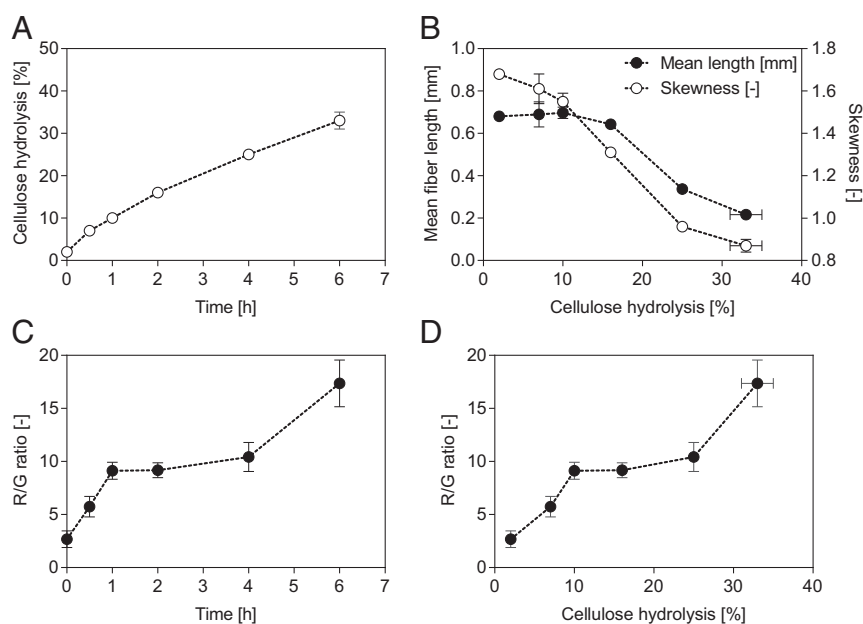 A
Cellulose hydrolysis [%]
50
40
30
20
10
0
0 1 2 3 4 5 6 7
Time [h]
B
Mean fiber length [mm]
1.0
0.8
0.6
0.4
0.2
0.0
Mean length [mm]
Skewness [-]
1.8
1.6
1.4
1.2
1.0
0.8
Skewness [-]
0 10 20 30 40
Cellulose hydrolysis [%]
C
R/G ratio [-]
20
15
10
5
0
0 1 2 3 4 5 6 7
Time [h]
D
R/G ratio [-]
20
15
10
5
0
0 10 20 30 40
Cellulose hydrolysis [%]